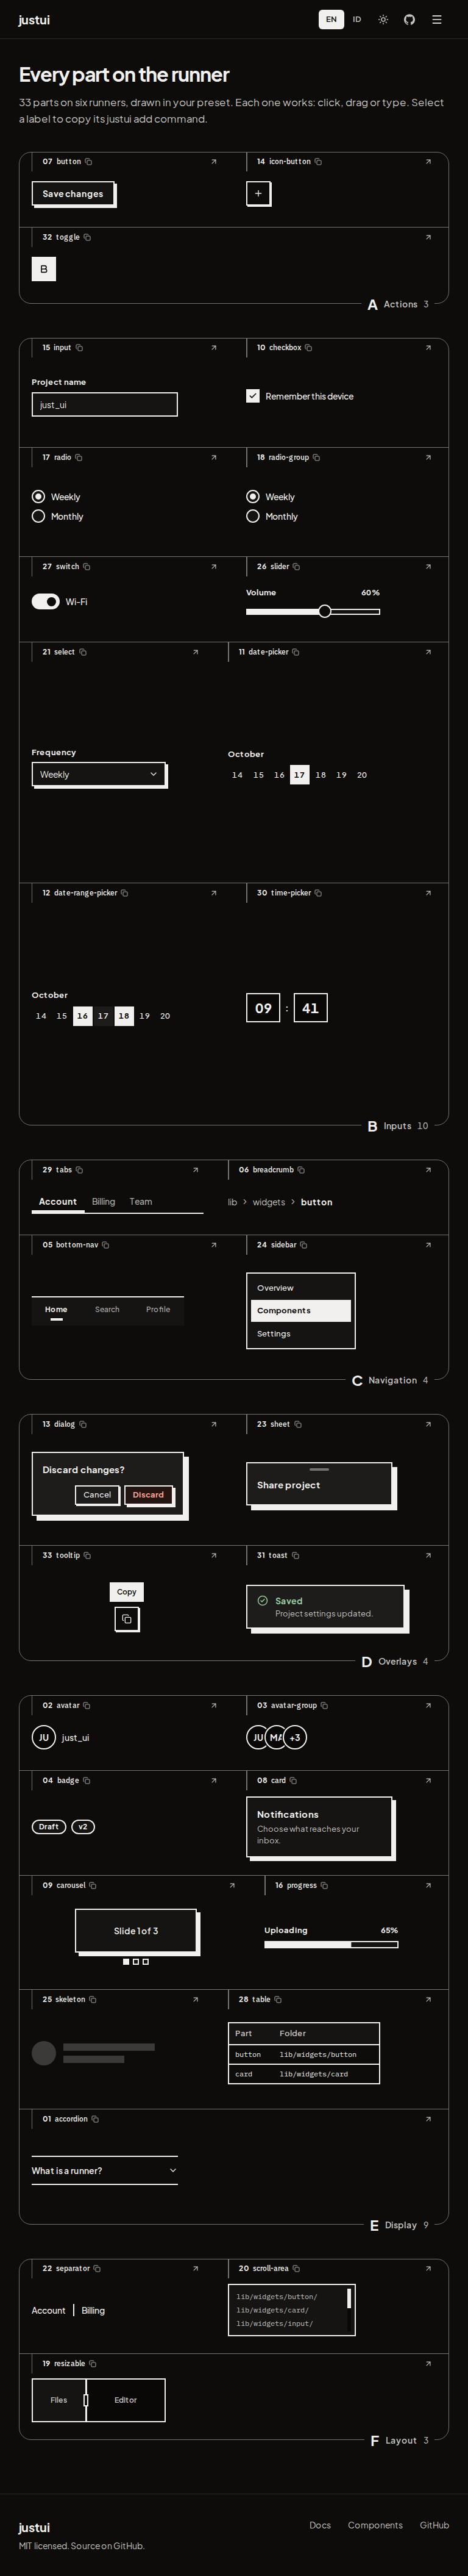 justui
EN ID
Every part on the runner
33 parts on six runners, drawn in your preset. Each one works: click, drag or type. Select
a label to copy its justui add command.
07 button
14 icon-button
Save changes
32 toggle
B
A Actions 3
15 input
10 checkbox
Project name
just_ui
Remember this device
17 radio
18 radio-group
Weekly
Monthly
Weekly
Monthly
27 switch
26 slider
Wi-Fi
Volume 60%
21 select
11 date-picker
Frequency
Weekly
October
14 15 16 17 18 19 20
12 date-range-picker
30 time-picker
October
14 15 16 17 18 19 20
09 : 41
B Inputs 10
29 tabs
06 breadcrumb
Account Billing Team
lib > widgets > button
05 bottom-nav
24 sidebar
Home Search Profile
Overview
Components
Settings
C Navigation 4
13 dialog
23 sheet
Discard changes?
Cancel Discard
Share project
33 tooltip
31 toast
Copy
Saved
Project settings updated.
D Overlays 4
02 avatar
03 avatar-group
JU just_ui
JU MA +3
04 badge
08 card
Draft v2
Notifications
Choose what reaches your
inbox.
09 carousel
16 progress
Slide 1 of 3
Uploading 65%
25 skeleton
28 table
Part Folder
button lib/widgets/button
card lib/widgets/card
01 accordion
What is a runner?
E Display 9
22 separator
20 scroll-area
Account Billing
lib/widgets/button/
lib/widgets/card/
lib/widgets/input/
19 resizable
Files Editor
F Layout 3
justui
Docs Components GitHub
MIT licensed. Source on GitHub.